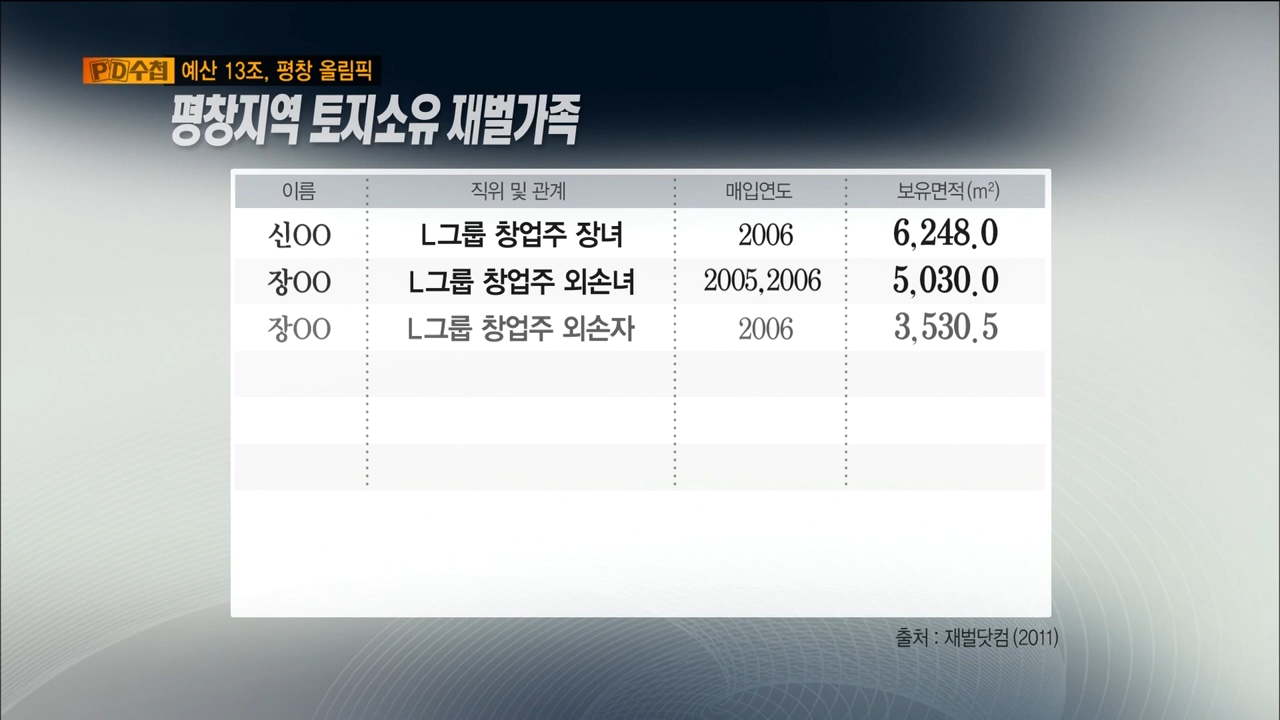 PD수첩 예산 13조, 평창 올림픽
평창지역 토지소유 재벌가족
이름 직위 및 관계 매입연도 보유면적(m²)
신OO L그룹 창업주 장녀 2006 6,248.0
장OO L그룹 창업주 외손녀 2005,2006 5,030.0
장OO L그룹 창업주 외손자 2006 3,530.5
출처 : 재벌닷컴(2011)